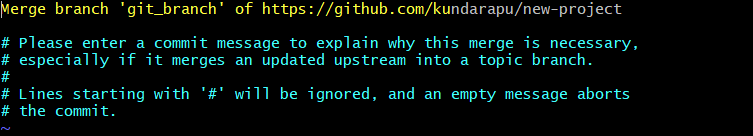 Merge branch 'git_branch' of https://github.com/kundarapu/new-project
# Please enter a commit message to explain why this merge is necessary,
# especially if it merges an updated upstream into a topic branch.
#
# Lines starting with '#' will be ignored, and an empty message aborts
# the commit.
~